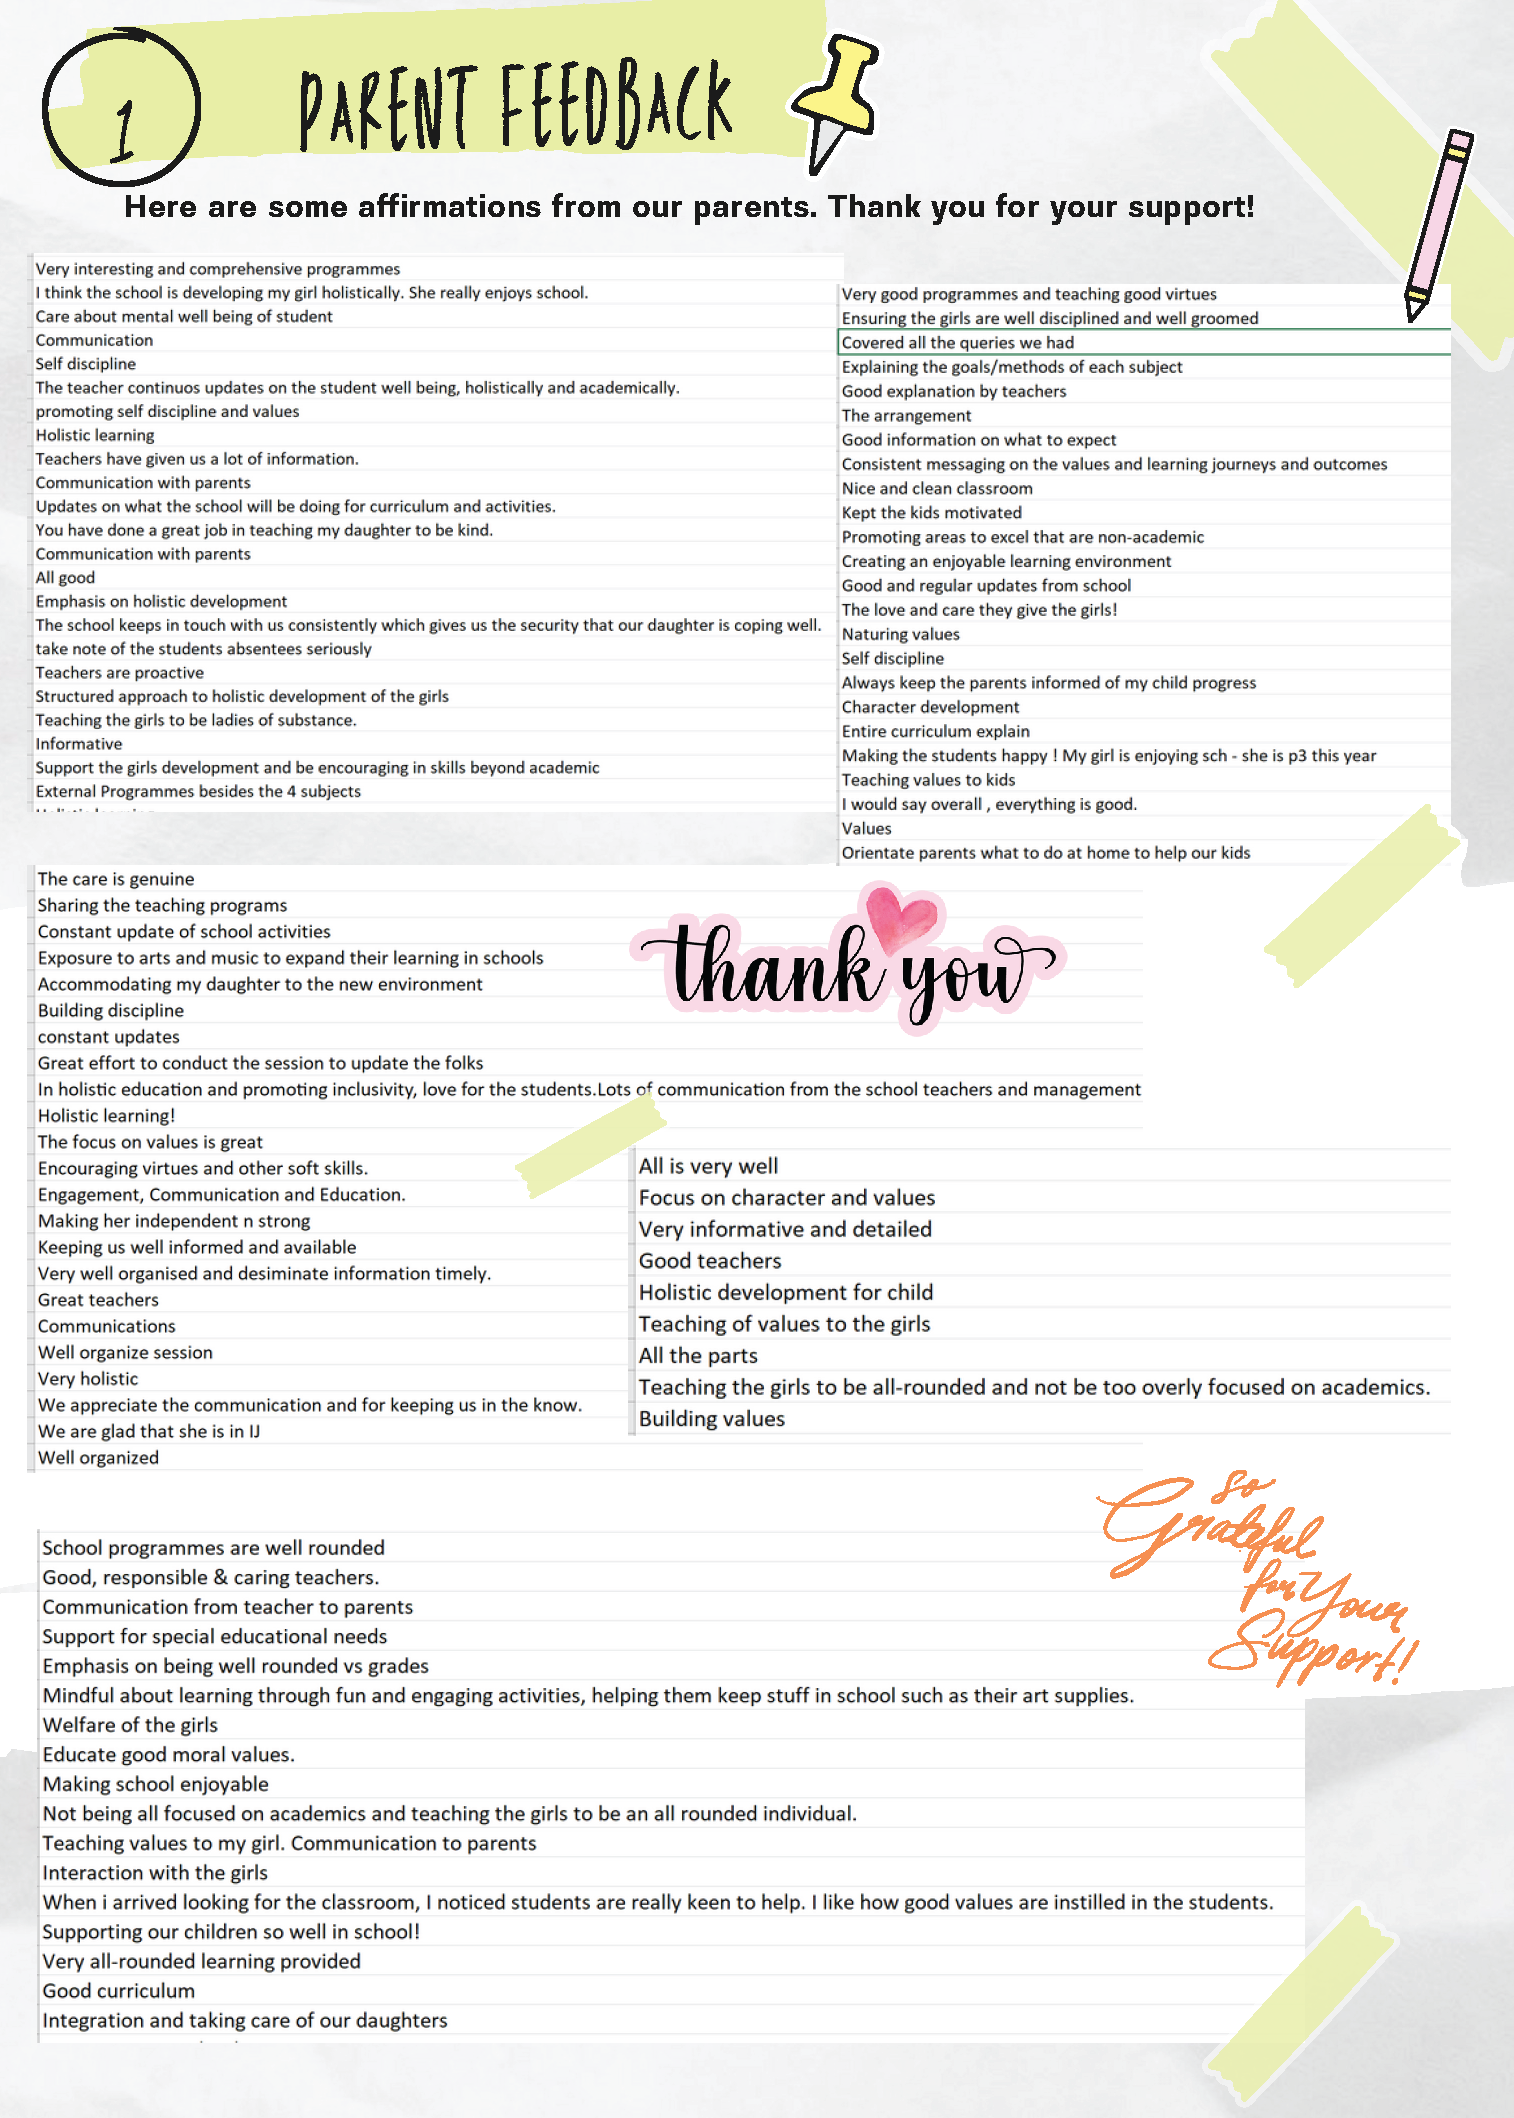 1
PARENT FEEDBACK
Here are some affirmations from our parents. Thank you for your support!
Very interesting and comprehensive programmes
I think the school is developing my girl holistically. She really enjoys school.
Care about mental well being of student
Communication
Self discipline
The teacher continuos updates on the student well being, holistically and academically.
promoting self discipline and values
Holistic learning
Teachers have given us a lot of information.
Communication with parents
Updates on what the school will be doing for curriculum and activities.
You have done a great job in teaching my daughter to be kind.
Communication with parents
All good
Emphasis on holistic development
The school keeps in touch with us consistently which gives us the security that our daughter is coping well.
take note of the students absentees seriously
Teachers are proactive
Structured approach to holistic development of the girls
Teaching the girls to be ladies of substance.
Informative
Support the girls development and be encouraging in skills beyond academic
External Programmes besides the 4 subjects
Very good programmes and teaching good virtues
Ensuring the girls are well disciplined and well groomed
Covered all the queries we had
Explaining the goals/methods of each subject
Good explanation by teachers
The arrangement
Good information on what to expect
Consistent messaging on the values and learning journeys and outcomes
Nice and clean classroom
Kept the kids motivated
Promoting areas to excel that are non-academic
Creating an enjoyable learning environment
Good and regular updates from school
The love and care they give the girls!
Naturing values
Self discipline
Always keep the parents informed of my child progress
Character development
Entire curriculum explain
Making the students happy ! My girl is enjoying sch - she is p3 this year
Teaching values to kids
I would say overall , everything is good.
Values
Orientate parents what to do at home to help our kids
The care is genuine
Sharing the teaching programs
Constant update of school activities
Exposure to arts and music to expand their learning in schools
Accommodating my daughter to the new environment
Building discipline
constant updates
Great effort to conduct the session to update the folks
In holistic education and promoting inclusivity, love for the students.Lots of communication from the school teachers and management
Holistic learning!
The focus on values is great
Encouraging virtues and other soft skills.
Engagement, Communication and Education.
Making her independent n strong
Keeping us well informed and available
Very well organised and desiminate information timely.
Great teachers
Communications
Well organize session
Very holistic
We appreciate the communication and for keeping us in the know.
We are glad that she is in IJ
Well organized
thank you
All is very well
Focus on character and values
Very informative and detailed
Good teachers
Holistic development for child
Teaching of values to the girls
All the parts
Teaching the girls to be all-rounded and not be too overly focused on academics.
Building values
so
Grateful
for Your
Support!
School programmes are well rounded
Good, responsible & caring teachers.
Communication from teacher to parents
Support for special educational needs
Emphasis on being well rounded vs grades
Mindful about learning through fun and engaging activities, helping them keep stuff in school such as their art supplies.
Welfare of the girls
Educate good moral values.
Making school enjoyable
Not being all focused on academics and teaching the girls to be an all rounded individual.
Teaching values to my girl. Communication to parents
Interaction with the girls
When i arrived looking for the classroom, I noticed students are really keen to help. I like how good values are instilled in the students.
Supporting our children so well in school!
Very all-rounded learning provided
Good curriculum
Integration and taking care of our daughters